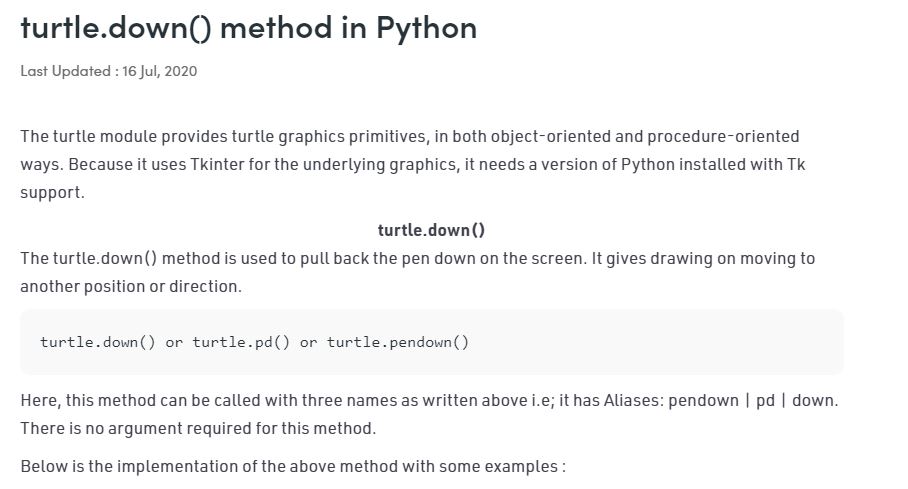 turtle.down() method in Python
Last Updated : 16 Jul, 2020
The turtle module provides turtle graphics primitives, in both object-oriented and procedure-oriented
ways. Because it uses Tkinter for the underlying graphics, it needs a version of Python installed with Tk
support.
turtle.down()
The turtle.down() method is used to pull back the pen down on the screen. It gives drawing on moving to
another position or direction.
turtle.down() or turtle.pd() or turtle.pendown()
Here, this method can be called with three names as written above i.e; it has Aliases: pendown | pd | down.
There is no argument required for this method.
Below is the implementation of the above method with some examples :